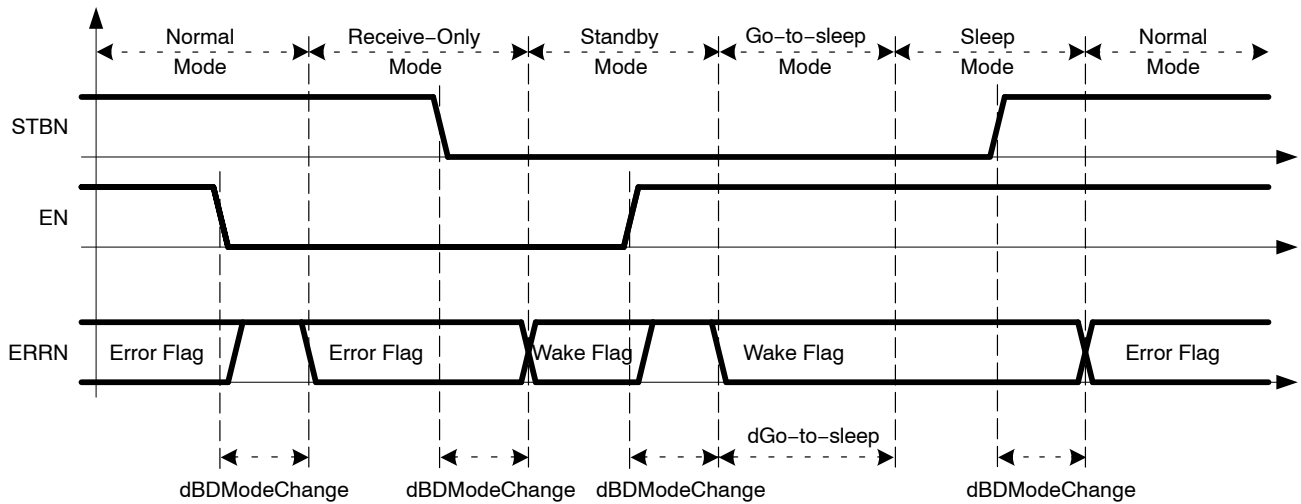 Normal Mode
Receive−Only Mode
Standby Mode
Go−to−sleep Mode
Sleep Mode
Normal Mode
STBN
EN
ERRN
Error Flag
Error Flag
Wake Flag
Wake Flag
Error Flag
dGo−to−sleep
dBDModeChange
dBDModeChange
dBDModeChange
dBDModeChange